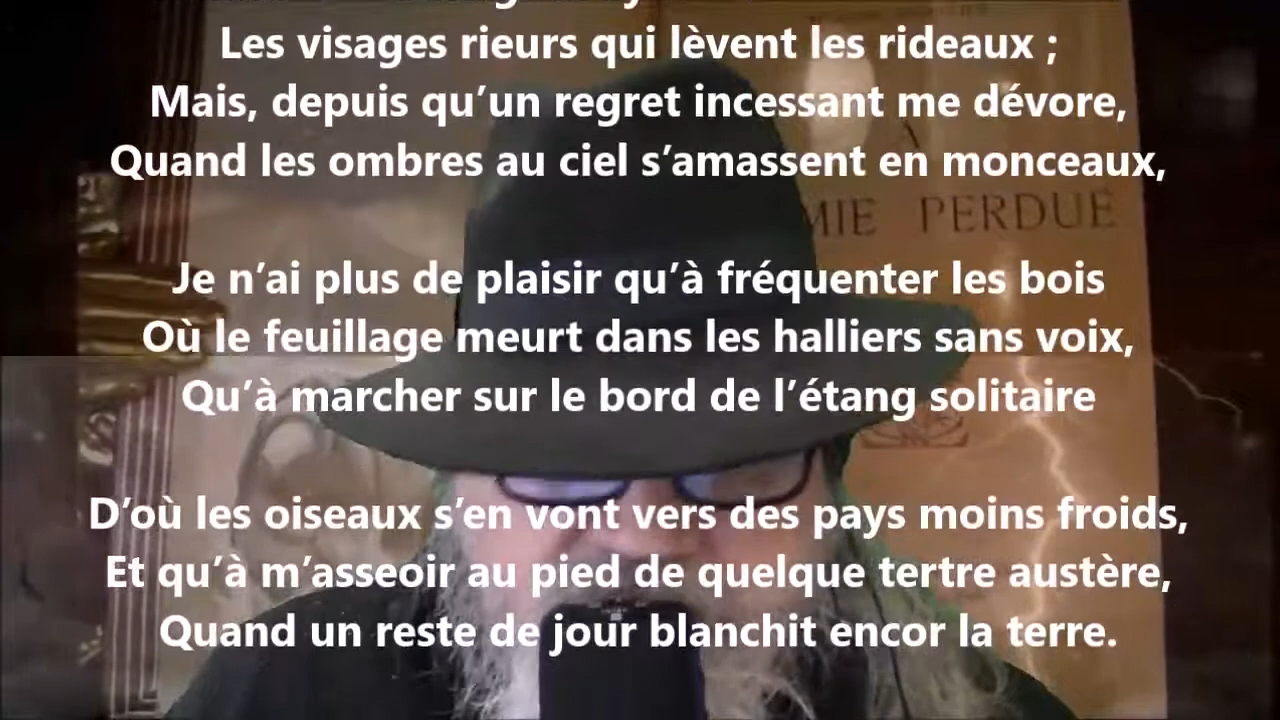 Les visages rieurs qui lèvent les rideaux ;
Mais, depuis qu’un regret incessant me dévore,
Quand les ombres au ciel s’amassent en monceaux,
Je n’ai plus de plaisir qu’à fréquenter les bois
Où le feuillage meurt dans les halliers sans voix,
Qu’à marcher sur le bord de l’étang solitaire
D’où les oiseaux s’en vont vers des pays moins froids,
Et qu’à m’asseoir au pied de quelque tertre austère,
Quand un reste de jour blanchit encor la terre.
A
MIE PERDUE